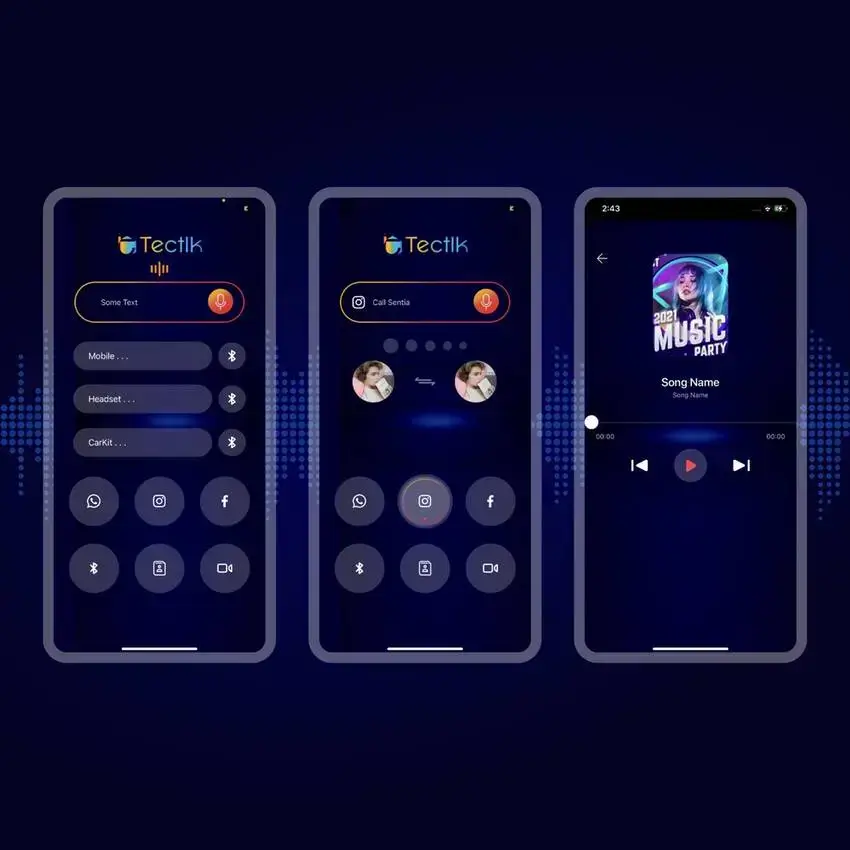 Tectlk
Some Text
Mobile . . .
Headset . . .
CarKit . . .
Tectlk
Call Sentia
2:43
2021
MUSIC
PARTY
Song Name
Song Name
00:00
00:00